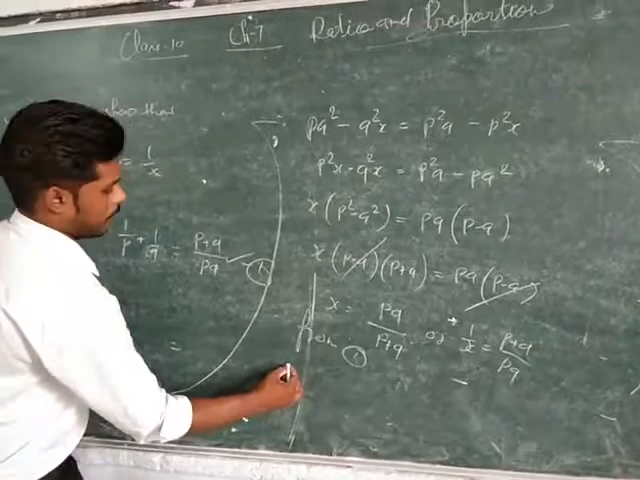 Class-10 Ch-7 Ratio and Proportion
show that
= 1/x
1/p + 1/q = p+q/pq ①
pq² - q²x = p²q - p²x
p²x - q²x = p²q - pq²
x(p²-q²) = pq(p-q)
x(p-q)(p+q) = pq(p-q)
x = pq/p+q or 1/x = p+q/pq
from ①
=